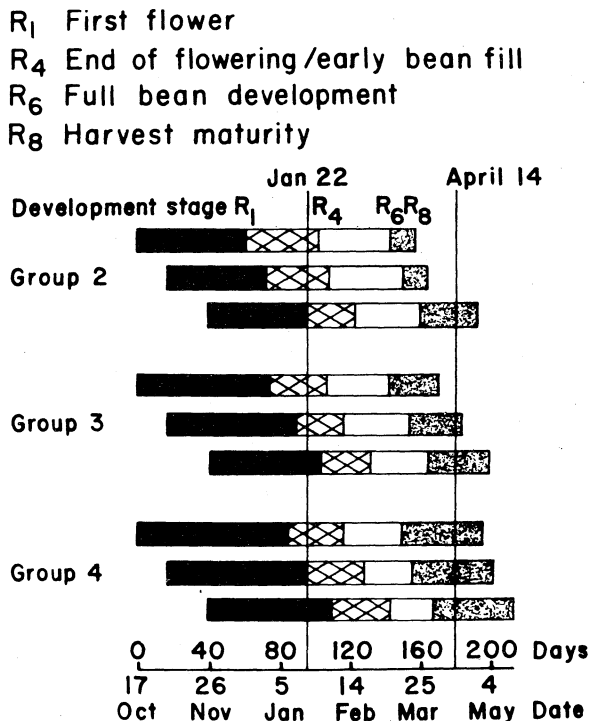 R1 First flower
R4 End of flowering/early bean fill
R6 Full bean development
R8 Harvest maturity
Jan 22 April 14
Development stage R1 R4 R6 R8
Group 2
Group 3
Group 4
0 40 80 120 160 200 Days
17 26 5 14 25 4
Oct Nov Jan Feb Mar May Date